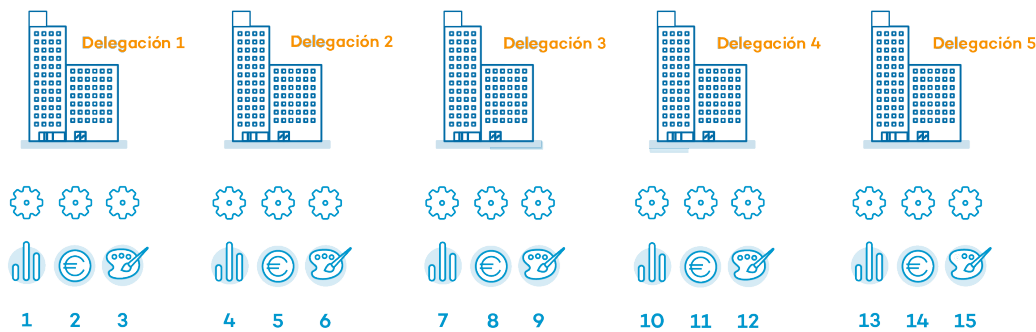 Delegación 1
Delegación 2
Delegación 3
Delegación 4
Delegación 5
1 2 3 4 5 6 7 8 9 10 11 12 13 14 15